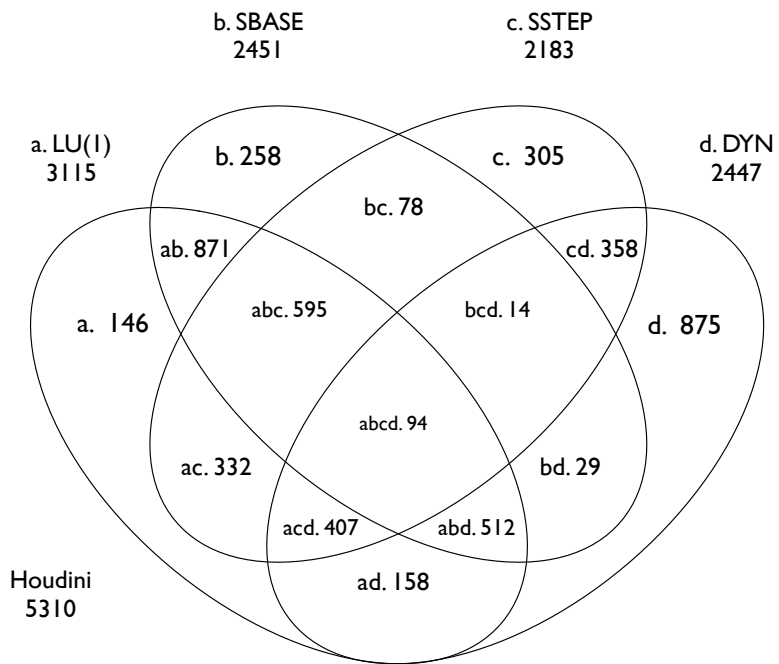 b. SBASE
2451
c. SSTEP
2183
a. LU(1)
3115
d. DYN
2447
b. 258
c. 305
bc. 78
ab. 871
cd. 358
abc. 595
bcd. 14
a. 146
d. 875
abcd. 94
ac. 332
bd. 29
acd. 407
abd. 512
ad. 158
Houdini
5310